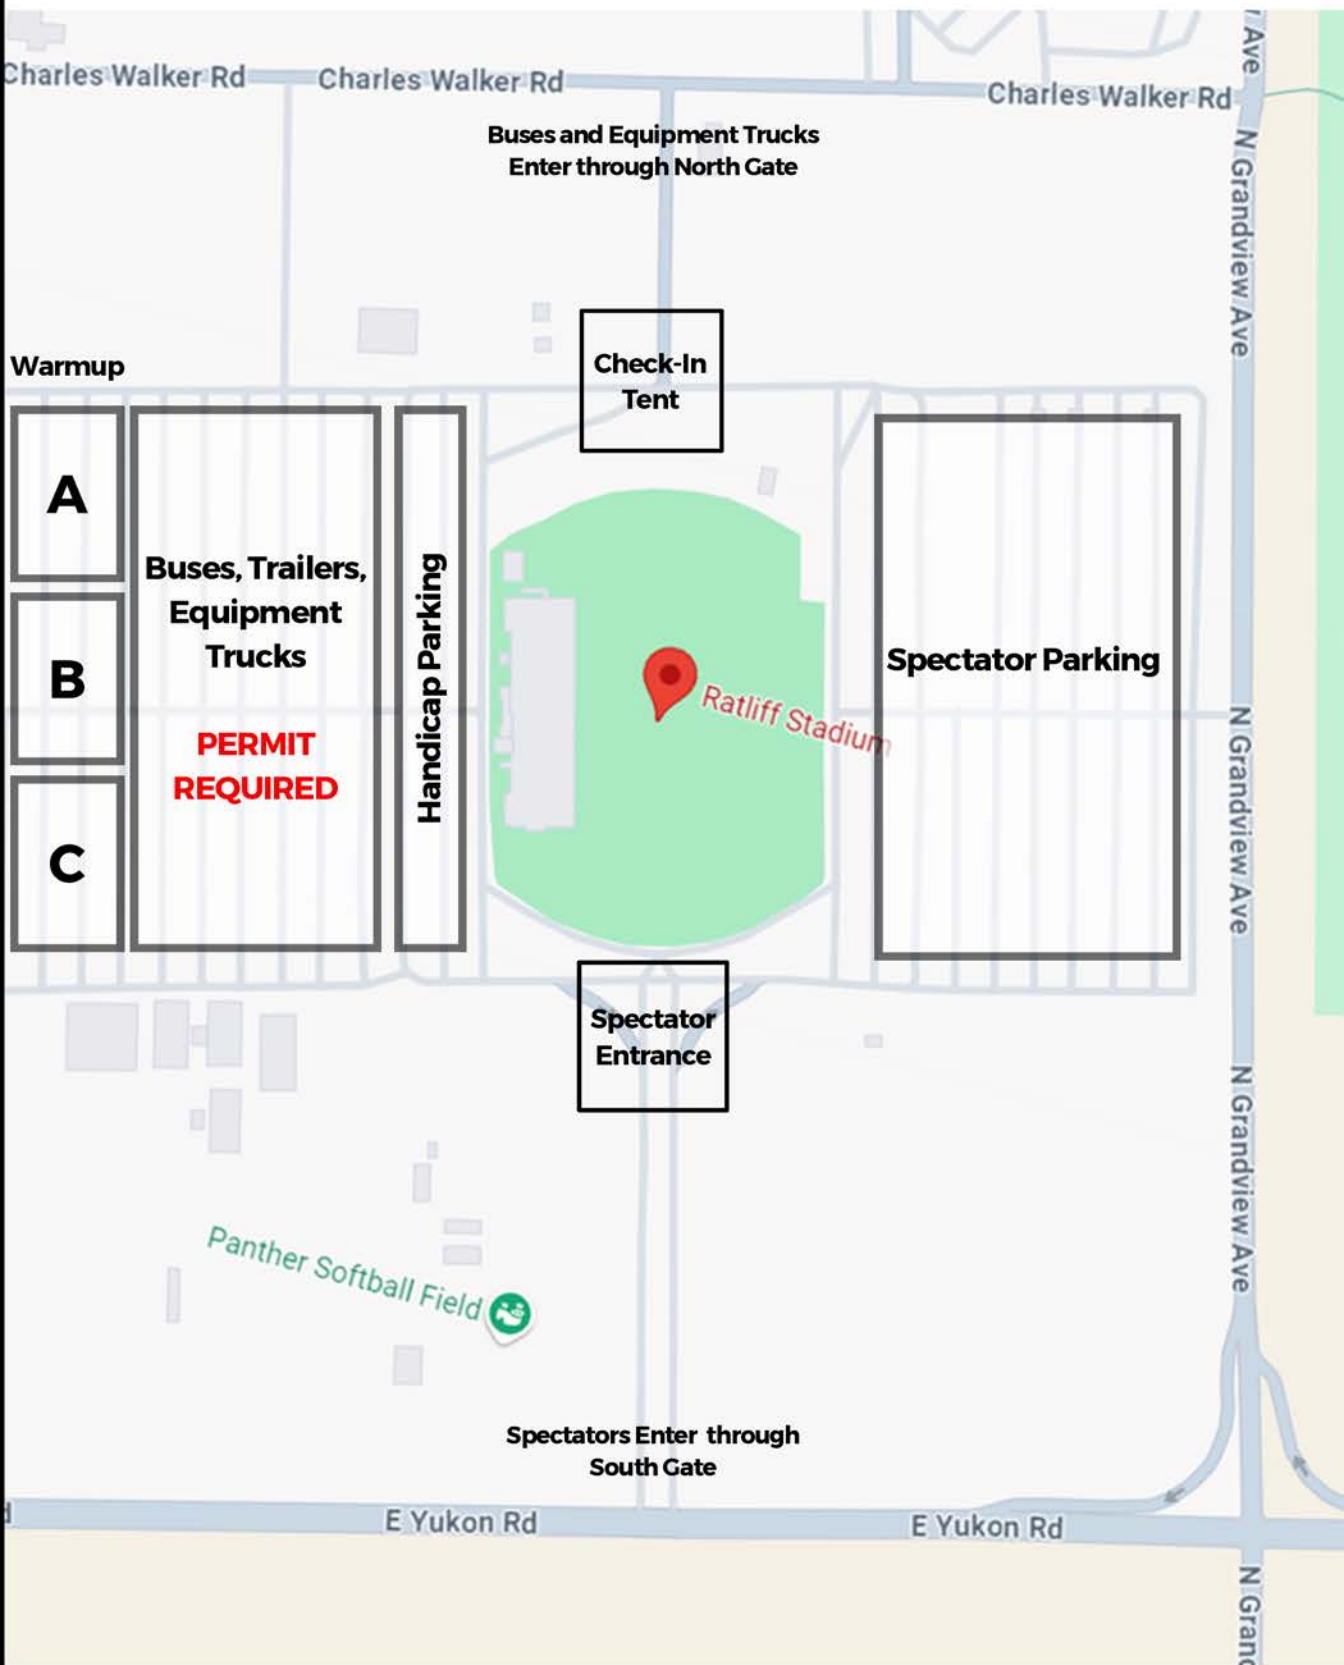 Ave
Charles Walker Rd
Charles Walker Rd
Charles Walker Rd
Buses and Equipment Trucks
Enter through North Gate
N Grandview Ave
Warmup
Check-In
Tent
A
B
C
Buses, Trailers,
Equipment
Trucks
PERMIT
REQUIRED
Handicap Parking
Ratliff Stadium
Spectator Parking
N Grandview Ave
Spectator
Entrance
N Grandview Ave
Panther Softball Field
Spectators Enter through
South Gate
E Yukon Rd
E Yukon Rd
N Grand